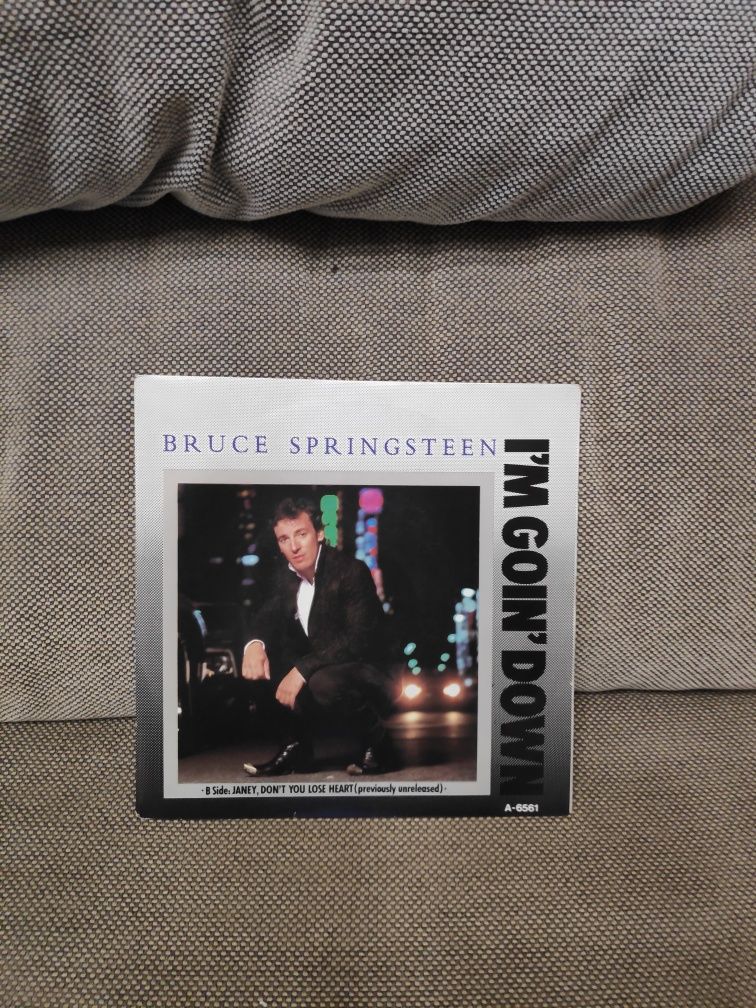 BRUCE SPRINGSTEEN
I'M GOIN' DOWN
· B Side: JANEY, DON'T YOU LOSE HEART (previously unreleased) ·
A-6561